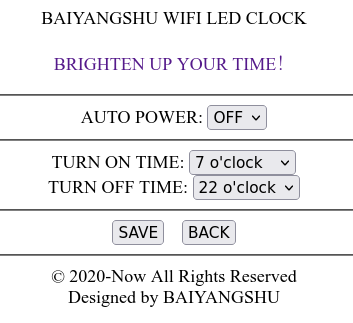 BAIYANGSHU WIFI LED CLOCK
BRIGHTEN UP YOUR TIME!
AUTO POWER: OFF
TURN ON TIME: 7 o'clock
TURN OFF TIME: 22 o'clock
SAVE BACK
© 2020-Now All Rights Reserved
Designed by BAIYANGSHU